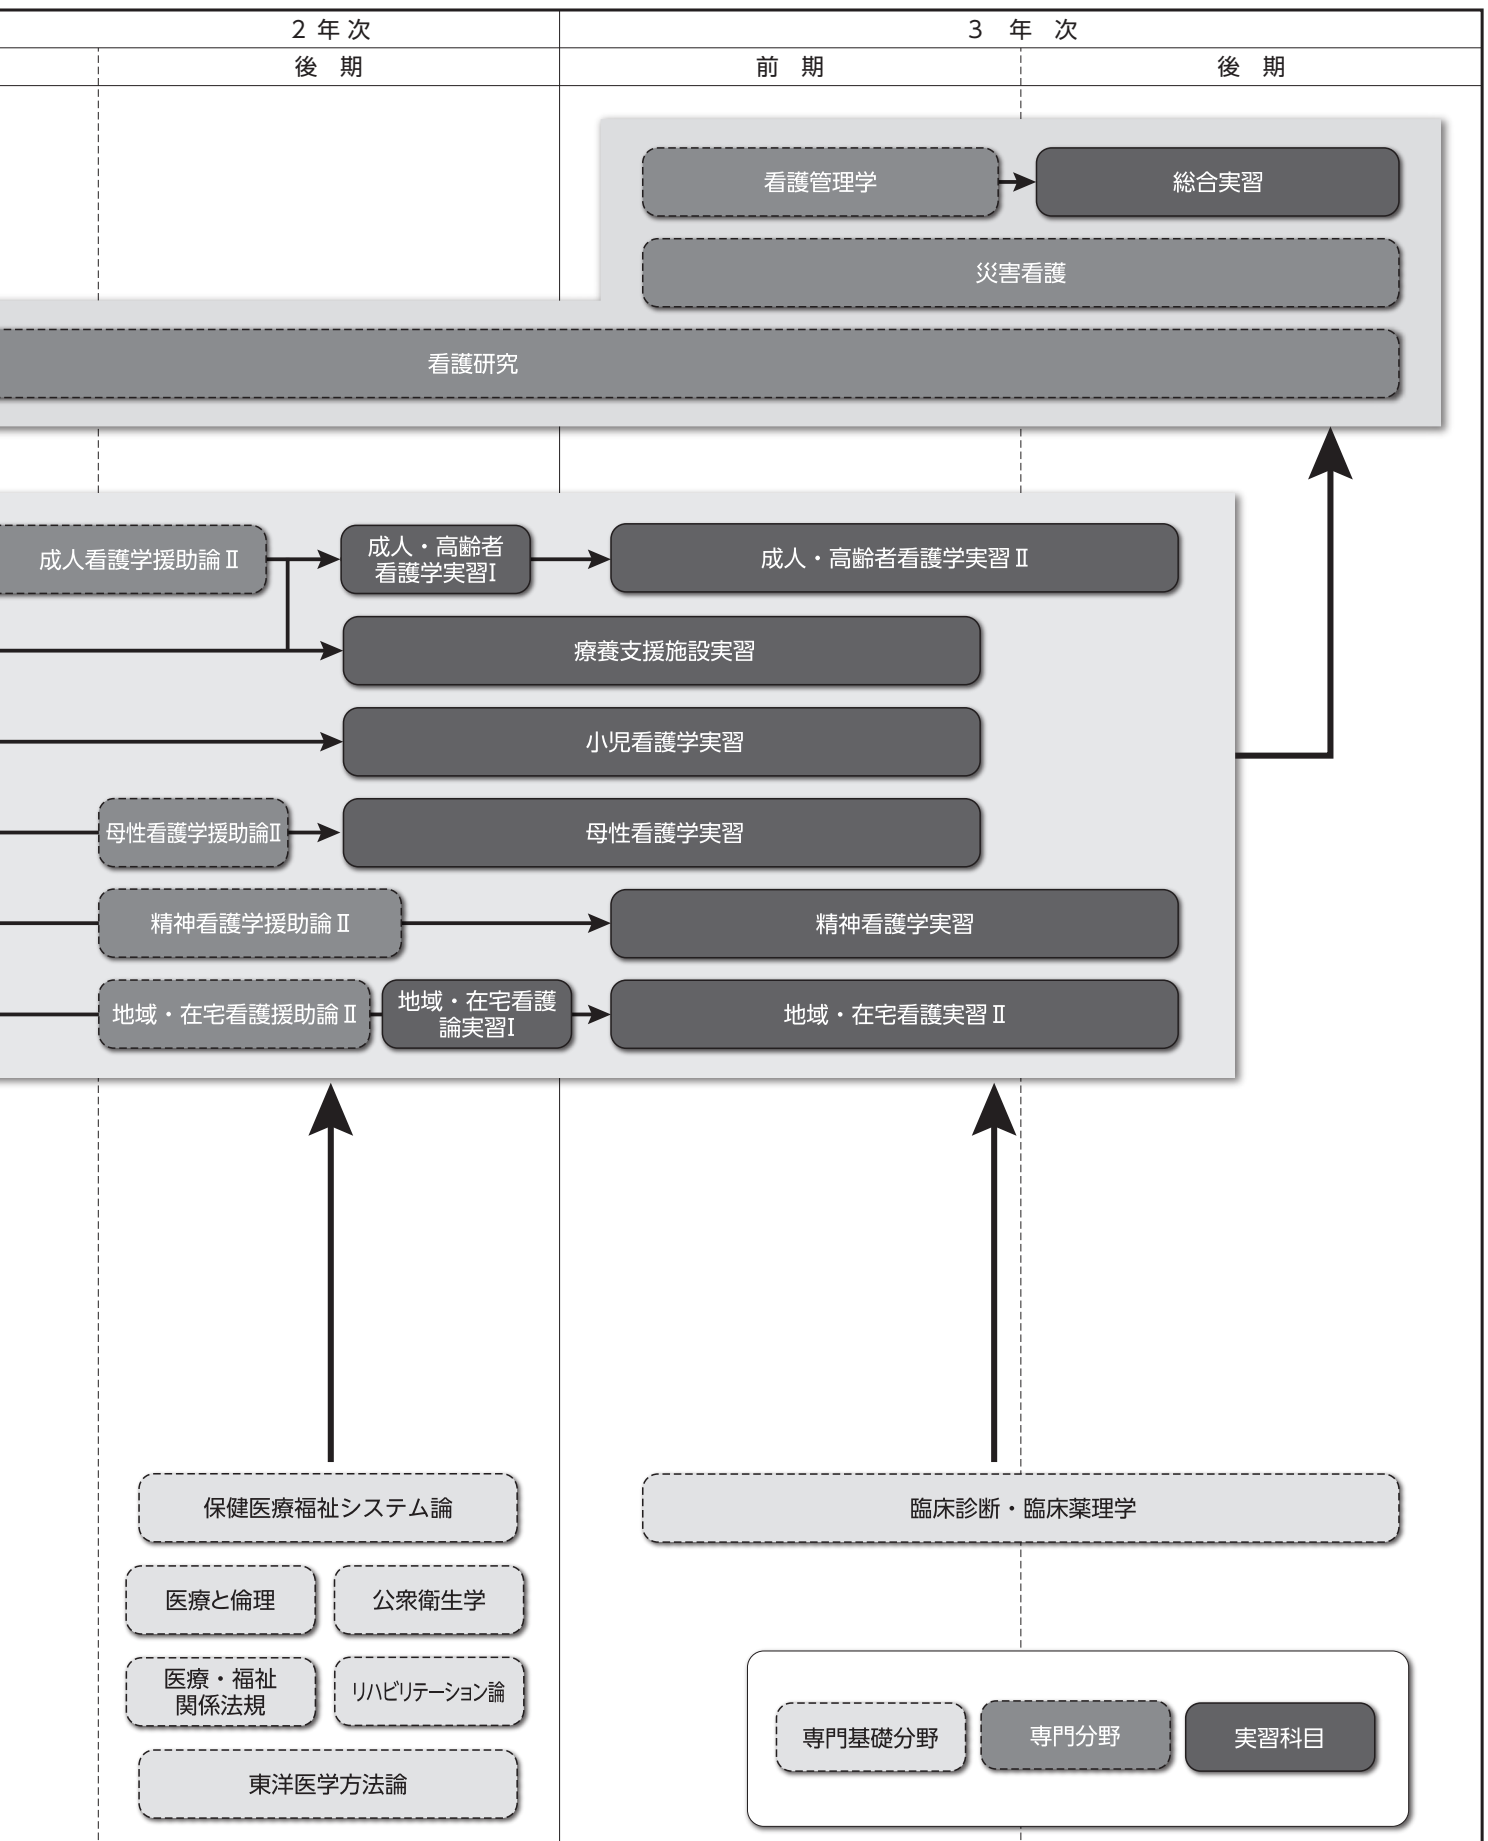 ２年次
３　年　次
後　期
前　期
後　期
看護管理学
総合実習
災害看護
看護研究
成人看護学援助論Ⅱ
成人・高齢者
看護学実習Ⅰ
成人・高齢者看護学実習Ⅱ
療養支援施設実習
小児看護学実習
母性看護学援助論Ⅱ
母性看護学実習
精神看護学援助論Ⅱ
精神看護学実習
地域・在宅看護援助論Ⅱ
地域・在宅看護
論実習Ⅰ
地域・在宅看護実習Ⅱ
保健医療福祉システム論
臨床診断・臨床薬理学
医療と倫理
公衆衛生学
医療・福祉
関係法規
リハビリテーション論
東洋医学方法論
専門基礎分野
専門分野
実習科目